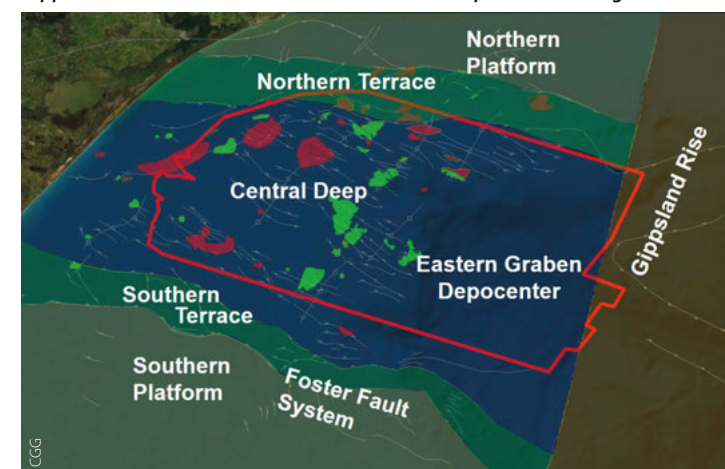 Northern
Platform
Northern Terrace
Gippsland Rise
Central Deep
Eastern Graben
Depocenter
Southern
Terrace
Southern
Platform
Foster Fault
System
CGG